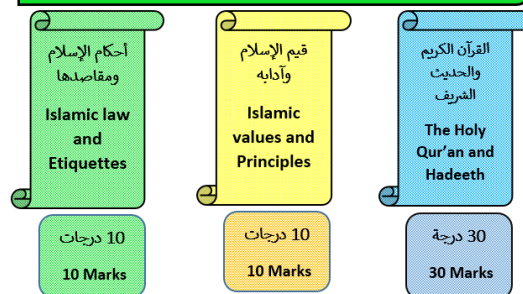 القرآن الكريم
والحديث
الشريف
The Holy
Qur'an and
Hadeeth
30 درجة
30 Marks
قيم الإسلام
وآدابه
Islamic
values and
Principles
10 درجات
10 Marks
أحكام الإسلام
ومقاصدها
Islamic law
and
Etiquettes
10 درجات
10 Marks